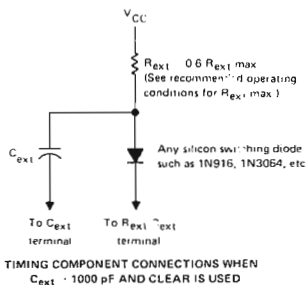 VCC
Rext 0.6 Rext max
(See recommended operating
conditions for Rext max.)
Cext
Any silicon switching diode
such as 1N916, 1N3064, etc
To Cext
terminal
To Rext Cext
terminal
TIMING COMPONENT CONNECTIONS WHEN
Cext 1000 pF AND CLEAR IS USED